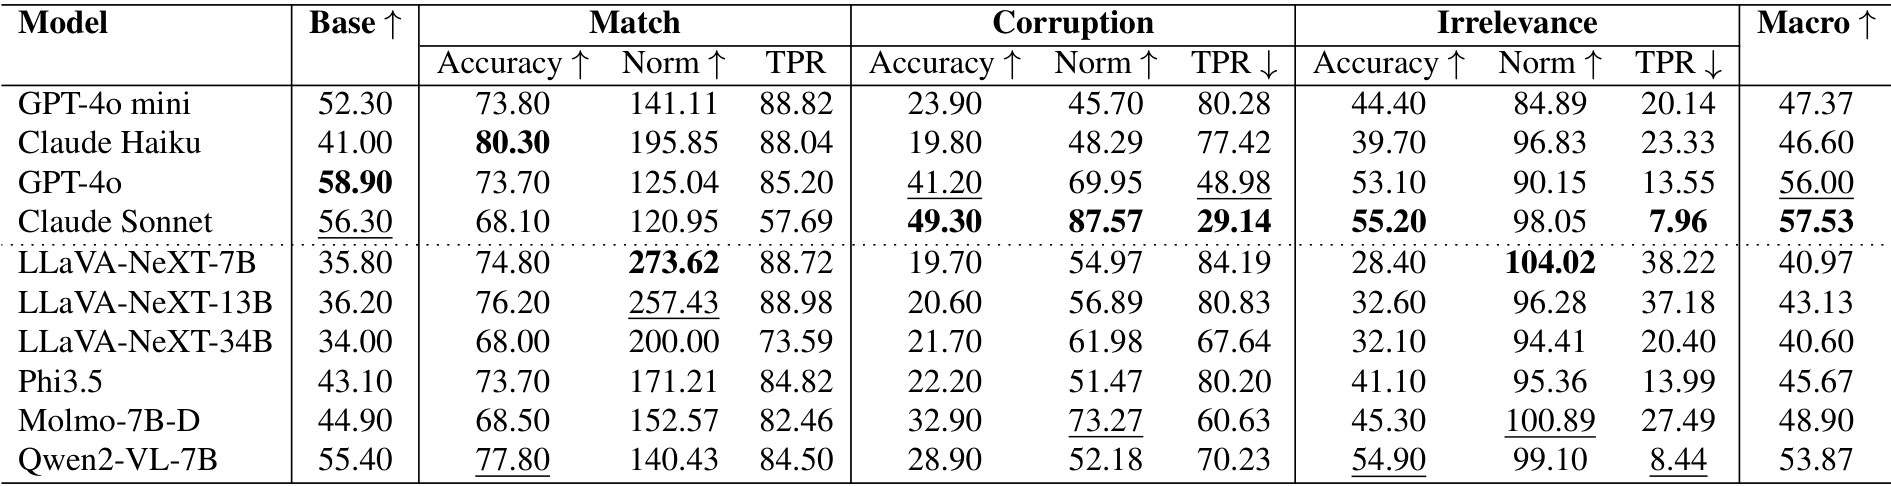 Model Base ↑ Match Corruption Irrelevance Macro ↑
Accuracy ↑ Norm ↑ TPR Accuracy ↑ Norm ↑ TPR ↓ Accuracy ↑ Norm ↑ TPR ↓
GPT-4o mini 52.30 73.80 141.11 88.82 23.90 45.70 80.28 44.40 84.89 20.14 47.37
Claude Haiku 41.00 80.30 195.85 88.04 19.80 48.29 77.42 39.70 96.83 23.33 46.60
GPT-4o 58.90 73.70 125.04 85.20 41.20 69.95 48.98 53.10 90.15 13.55 56.00
Claude Sonnet 56.30 68.10 120.95 57.69 49.30 87.57 29.14 55.20 98.05 7.96 57.53
LLaVA-NeXT-7B 35.80 74.80 273.62 88.72 19.70 54.97 84.19 28.40 104.02 38.22 40.97
LLaVA-NeXT-13B 36.20 76.20 257.43 88.98 20.60 56.89 80.83 32.60 96.28 37.18 43.13
LLaVA-NeXT-34B 34.00 68.00 200.00 73.59 21.70 61.98 67.64 32.10 94.41 20.40 40.60
Phi3.5 43.10 73.70 171.21 84.82 22.20 51.47 80.20 41.10 95.36 13.99 45.67
Molmo-7B-D 44.90 68.50 152.57 82.46 32.90 73.27 60.63 45.30 100.89 27.49 48.90
Qwen2-VL-7B 55.40 77.80 140.43 84.50 28.90 52.18 70.23 54.90 99.10 8.44 53.87